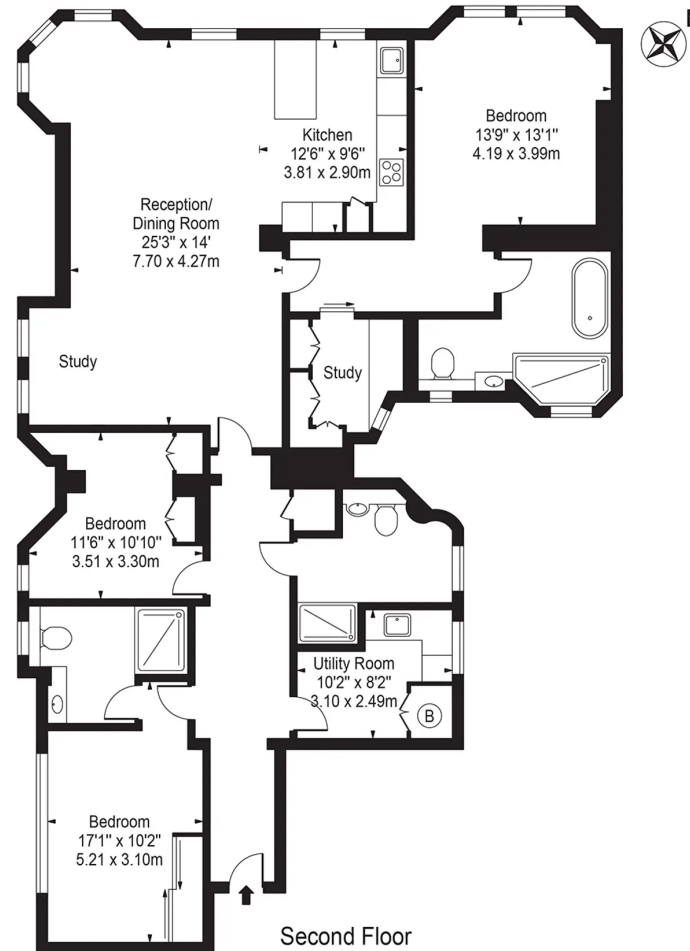 Kitchen
12'6" x 9'6"
3.81 x 2.90m
Bedroom
13'9" x 13'1"
4.19 x 3.99m
Reception/
Dining Room
25'3" x 14'
7.70 x 4.27m
Study
Study
Bedroom
11'6" x 10'10"
3.51 x 3.30m
Utility Room
10'2" x 8'2"
3.10 x 2.49m
B
Bedroom
17'1" x 10'2"
5.21 x 3.10m
Second Floor